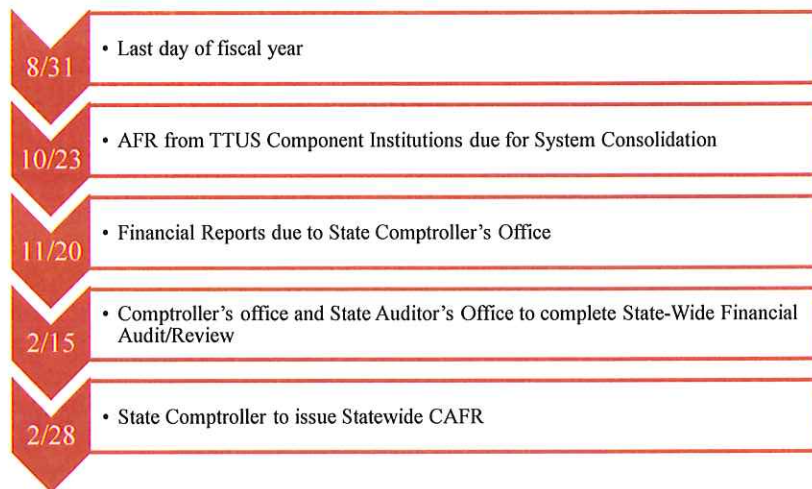 8/31
• Last day of fiscal year
10/23
• AFR from TTUS Component Institutions due for System Consolidation
11/20
• Financial Reports due to State Comptroller’s Office
2/15
• Comptroller’s office and State Auditor’s Office to complete State-Wide Financial
Audit/Review
2/28
• State Comptroller to issue Statewide CAFR